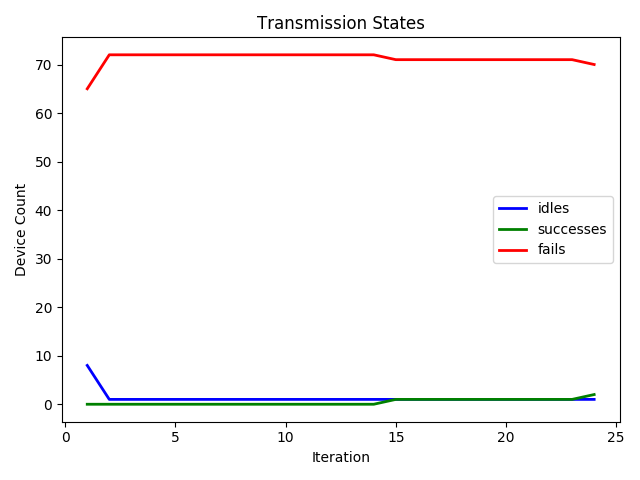 Transmission States
Device Count
70
60
50
40
30
20
10
0
idles
successes
fails
0 5 10 15 20 25
Iteration